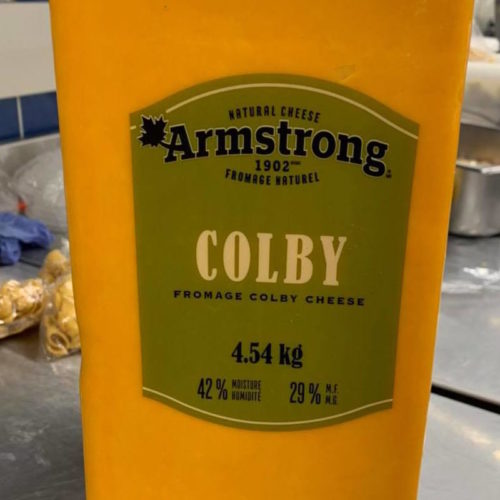 NATURAL CHEESE
Armstrong
1902
FROMAGE NATUREL
COLBY
FROMAGE COLBY CHEESE
4.54 kg
42% MOISTURE HUMIDITÉ
29% M.F. M.G.